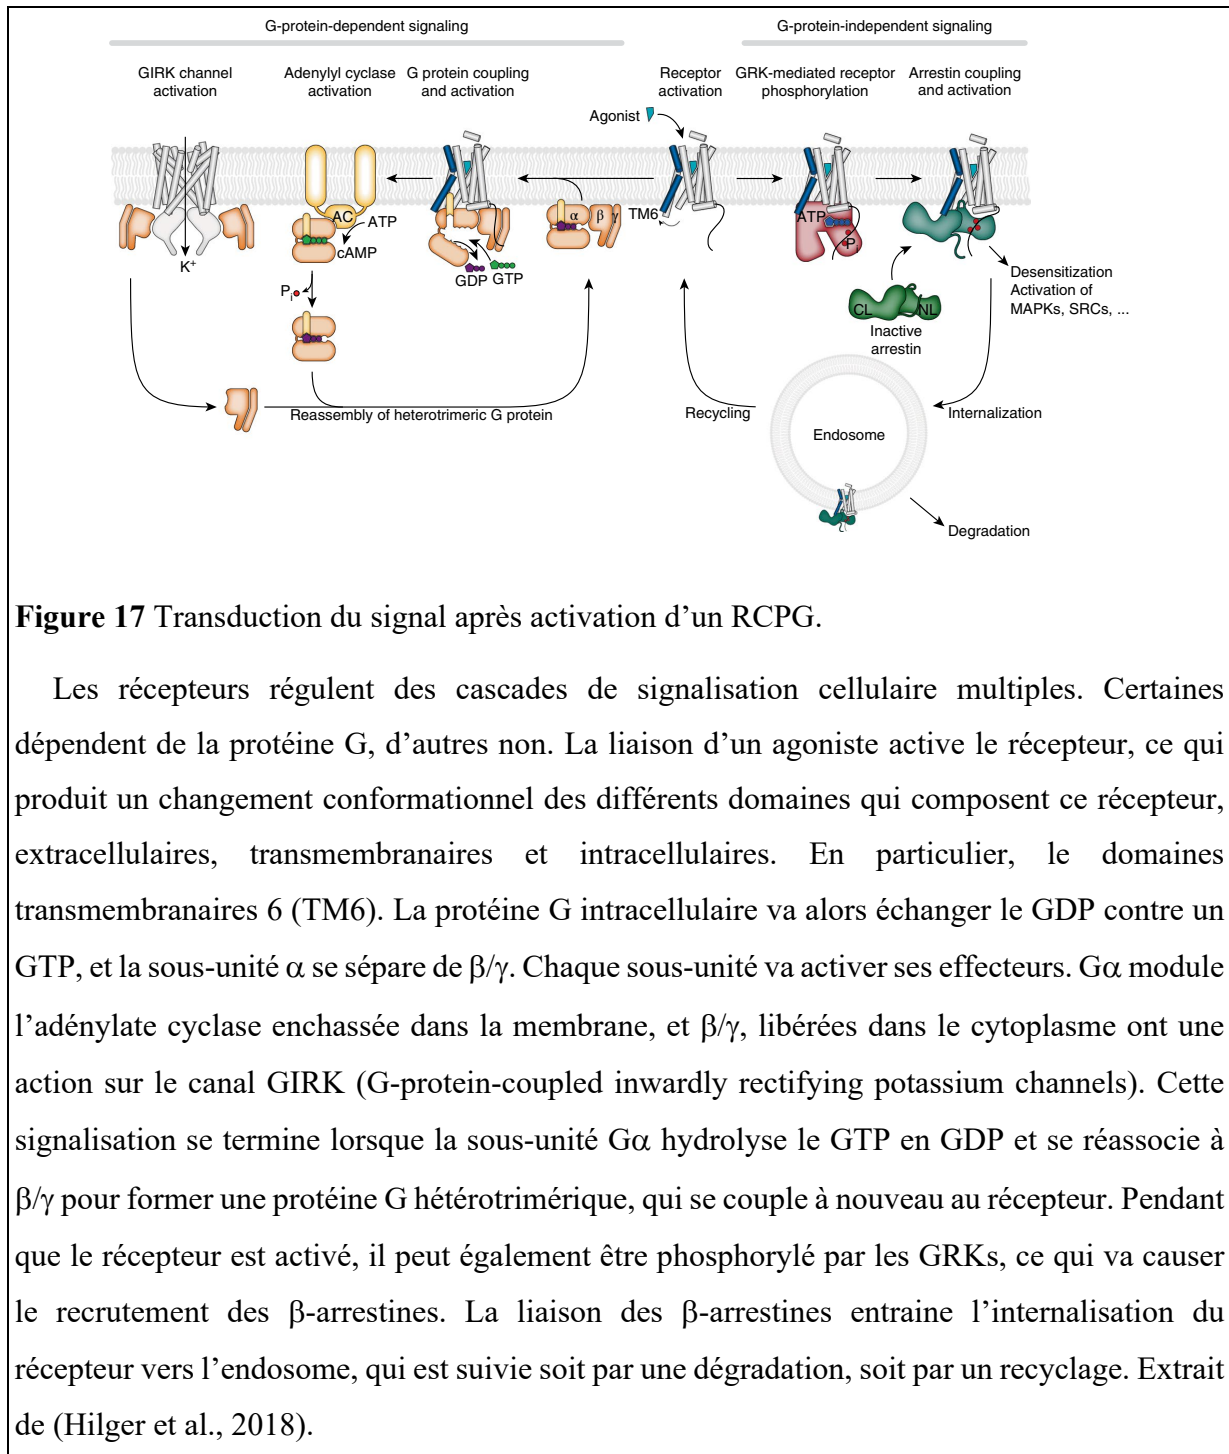 G-protein-dependent signaling
G-protein-independent signaling
GIRK channel
activation
Adenylyl cyclase
activation
G protein coupling
and activation
Receptor
activation
GRK-mediated receptor
phosphorylation
Arrestin coupling
and activation
Agonist
AC
ATP
cAMP
α
β
γ
TM6
ATP
Pi
K+
GDP
GTP
Pi
CL
NL
Inactive
arrestin
Desensitization
Activation of
MAPKs, SRCs, ...
Reassembly of heterotrimeric G protein
Recycling
Endosome
Internalization
Degradation
Figure 17 Transduction du signal après activation d’un RCPG.
Les récepteurs régulent des cascades de signalisation cellulaire multiples. Certaines
dépendent de la protéine G, d’autres non. La liaison d’un agoniste active le récepteur, ce qui
produit un changement conformationnel des différents domaines qui composent ce récepteur,
extracellulaires, transmembranaires et intracellulaires. En particulier, le domaines
transmembranaires 6 (TM6). La protéine G intracellulaire va alors échanger le GDP contre un
GTP, et la sous-unité α se sépare de β/γ. Chaque sous-unité va activer ses effecteurs. Gα module
l’adénylate cyclase enchassée dans la membrane, et β/γ, libérées dans le cytoplasme ont une
action sur le canal GIRK (G-protein-coupled inwardly rectifying potassium channels). Cette
signalisation se termine lorsque la sous-unité Gα hydrolyse le GTP en GDP et se réassocie à
β/γ pour former une protéine G hétérotrimérique, qui se couple à nouveau au récepteur. Pendant
que le récepteur est activé, il peut également être phosphorylé par les GRKs, ce qui va causer
le recrutement des β-arrestines. La liaison des β-arrestines entraine l’internalisation du
récepteur vers l’endosome, qui est suivie soit par une dégradation, soit par un recyclage. Extrait
de (Hilger et al., 2018).